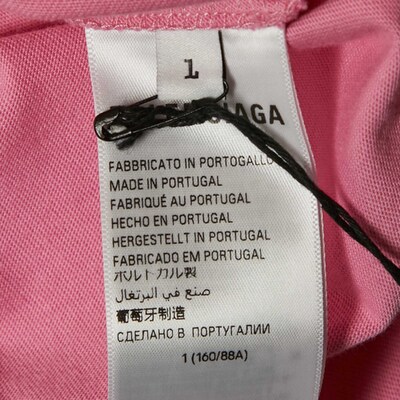 1
FABBRICATO IN PORTOGALLO
MADE IN PORTUGAL
FABRIQUÉ AU PORTUGAL
HECHO EN PORTUGAL
HERGESTELLT IN PORTUGAL
FABRICADO EM PORTUGAL
ポルトガル製
صنع في البرتغال
葡萄牙制造
СДЕЛАНО В ПОРТУГАЛИИ
1 (160/88A)